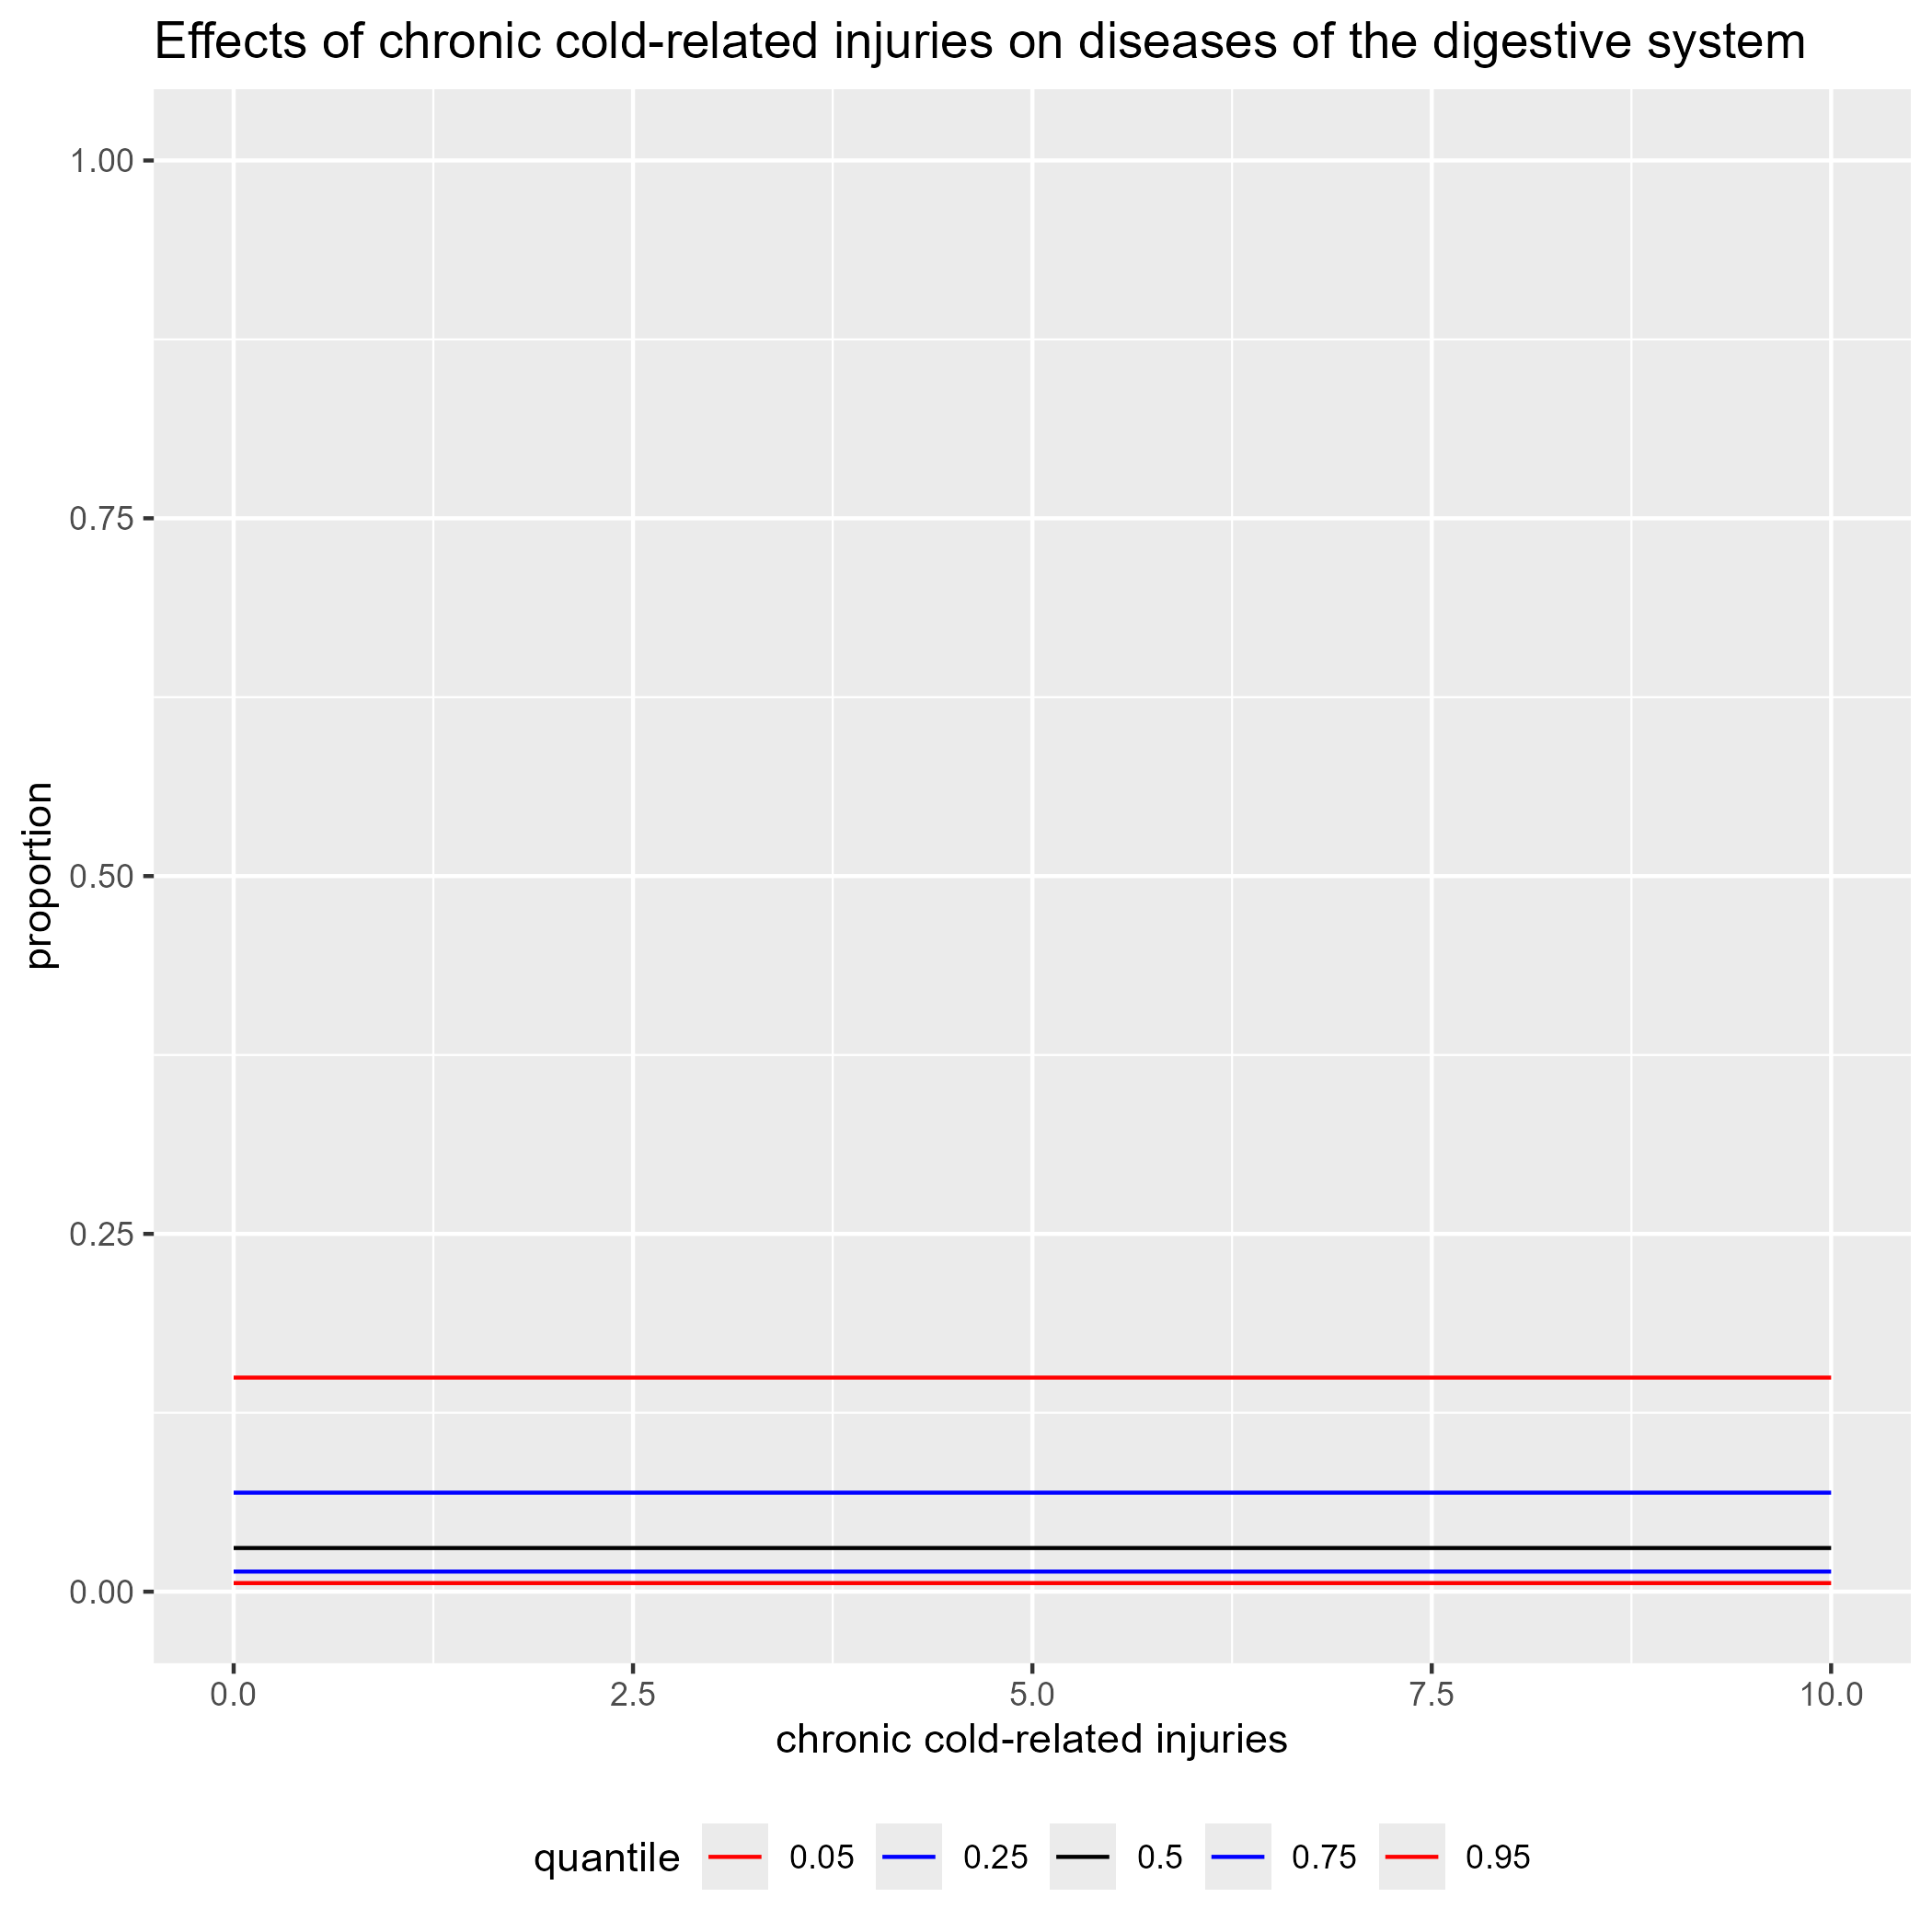 Effects of chronic cold-related injuries on diseases of the digestive system
1.00
0.75
0.50
0.25
0.00
proportion
0.0 2.5 5.0 7.5 10.0
chronic cold-related injuries
quantile 0.05 0.25 0.5 0.75 0.95